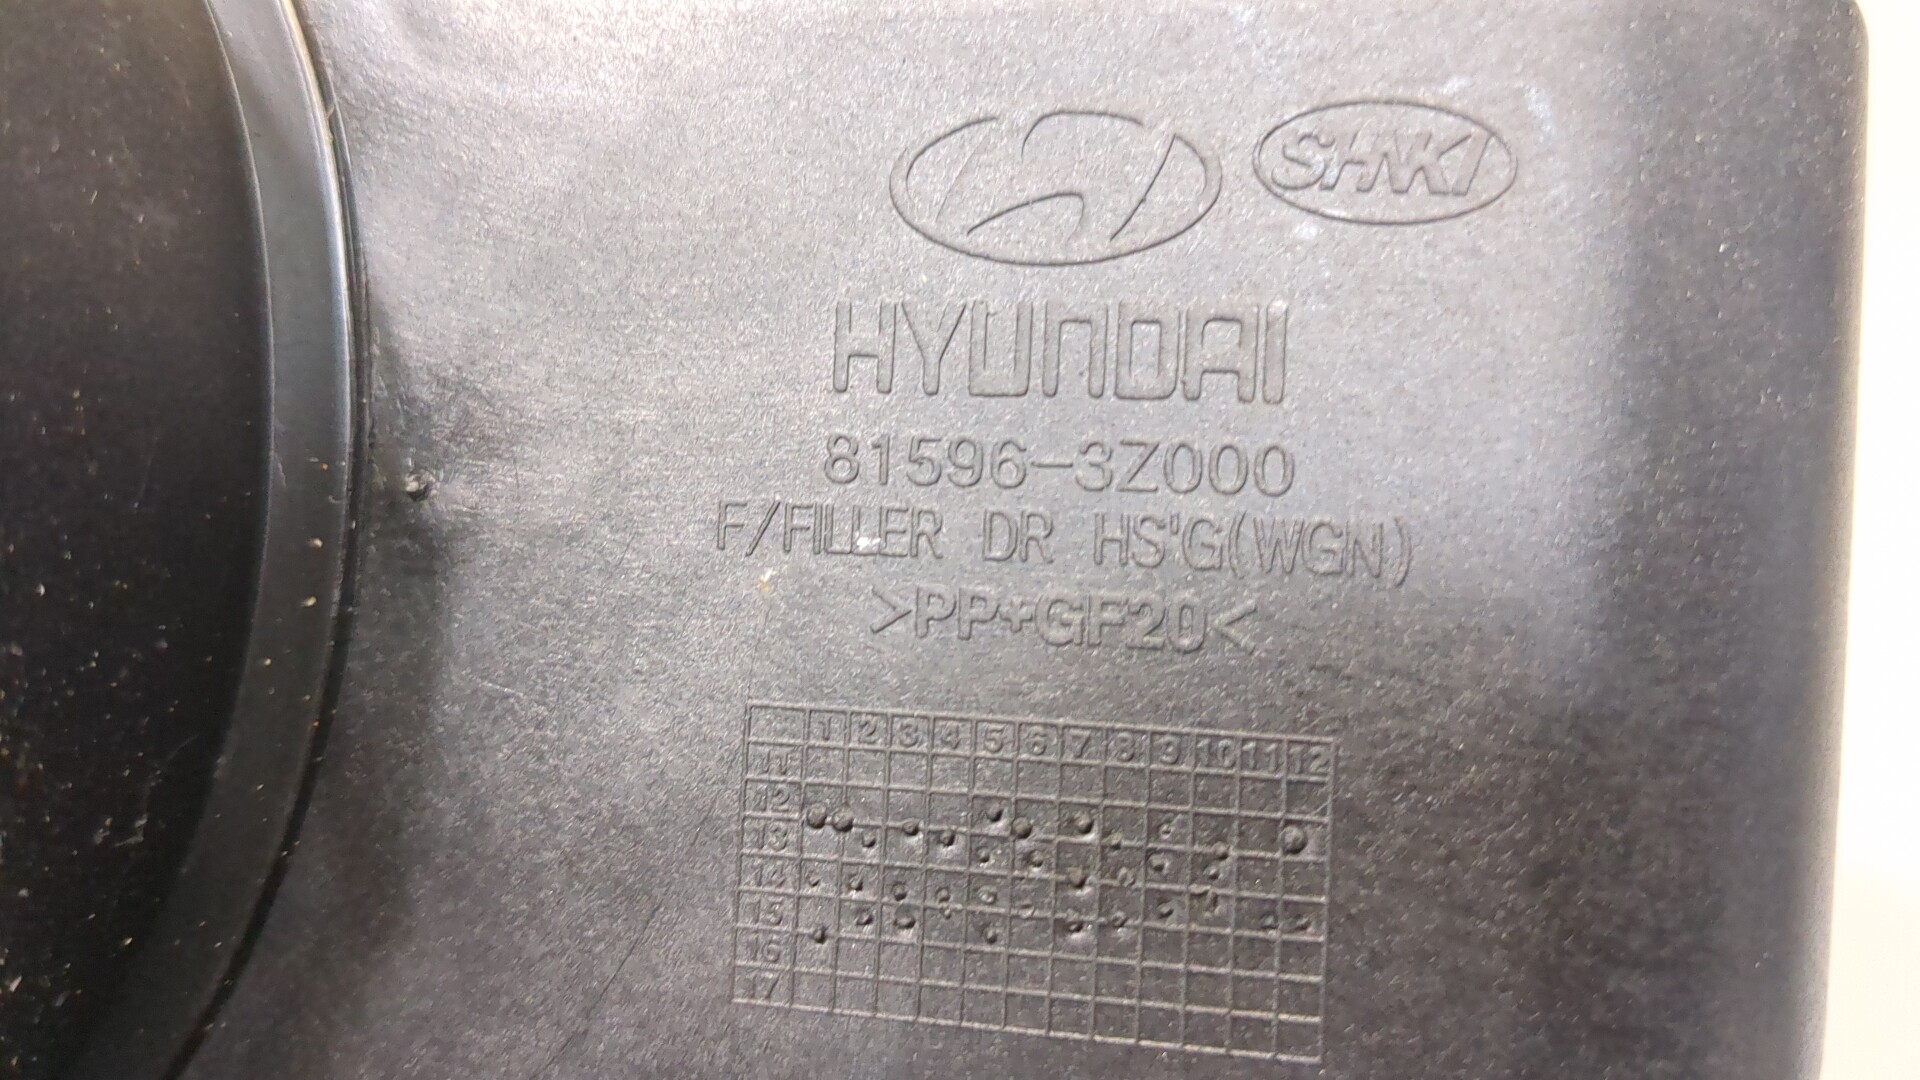 SHNKI
HYUNDAI
81596-3Z000
F/FILLER DR HS'G(WGN)
>PP+GF20<
1 2 3 4 5 6 7 8 9 10 11 12
11
12
13
14
15
16
17